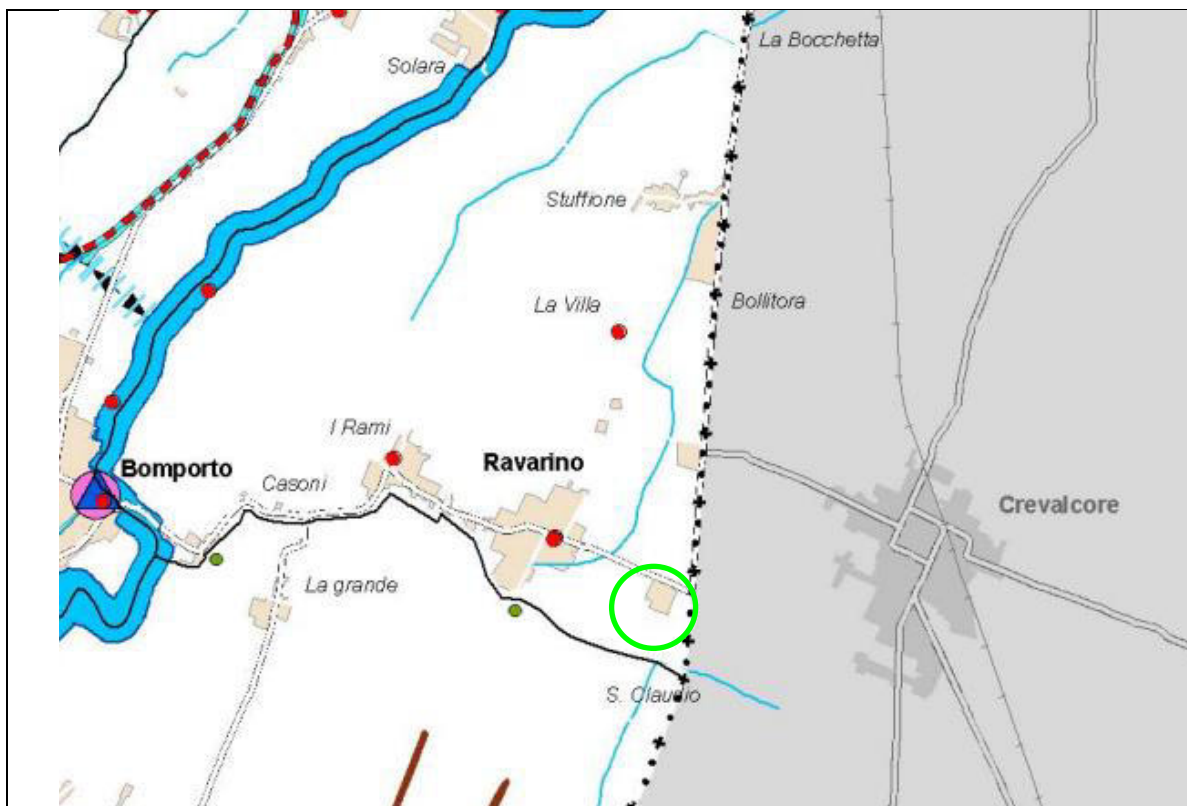 La Bocchetta
Solara
Stuffione
La Villa
Bollitora
I Rami
Bomporto
Ravarino
Casoni
Crevalcore
La grande
S. Claudio